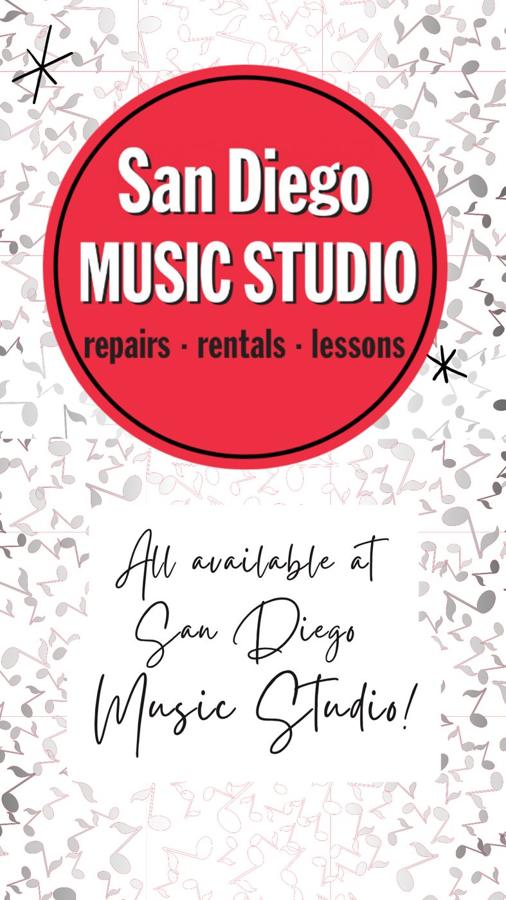 San Diego
MUSIC STUDIO
repairs · rentals · lessons
All available at
San Diego
Music Studio!